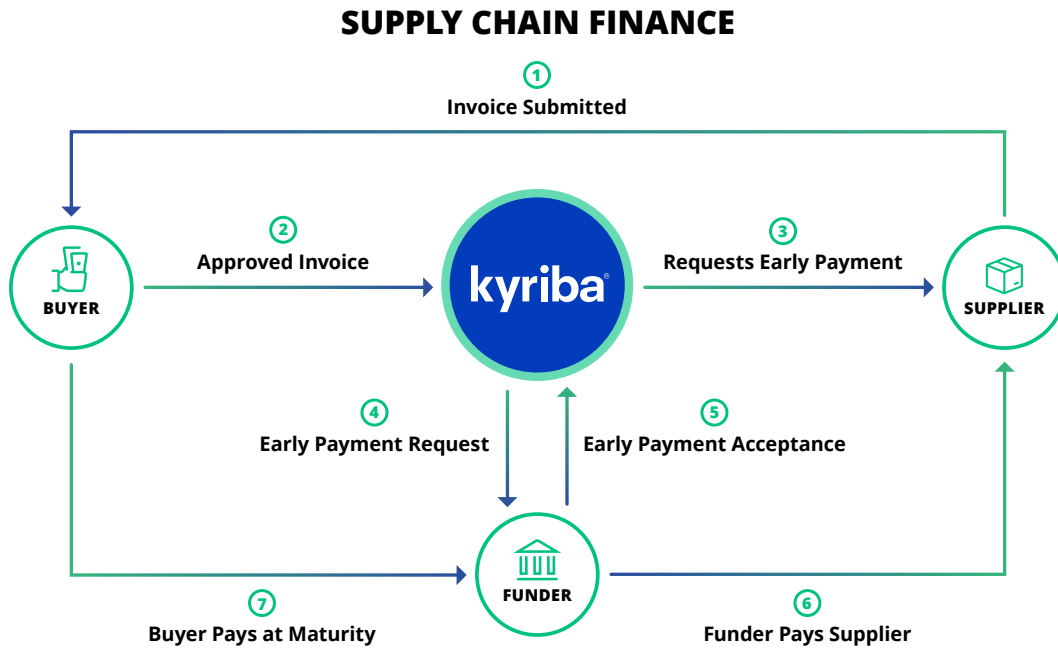 SUPPLY CHAIN FINANCE
1
Invoice Submitted
2
Approved Invoice
3
Requests Early Payment
BUYER
kyriba®
SUPPLIER
4
Early Payment Request
5
Early Payment Acceptance
FUNDER
7
Buyer Pays at Maturity
6
Funder Pays Supplier